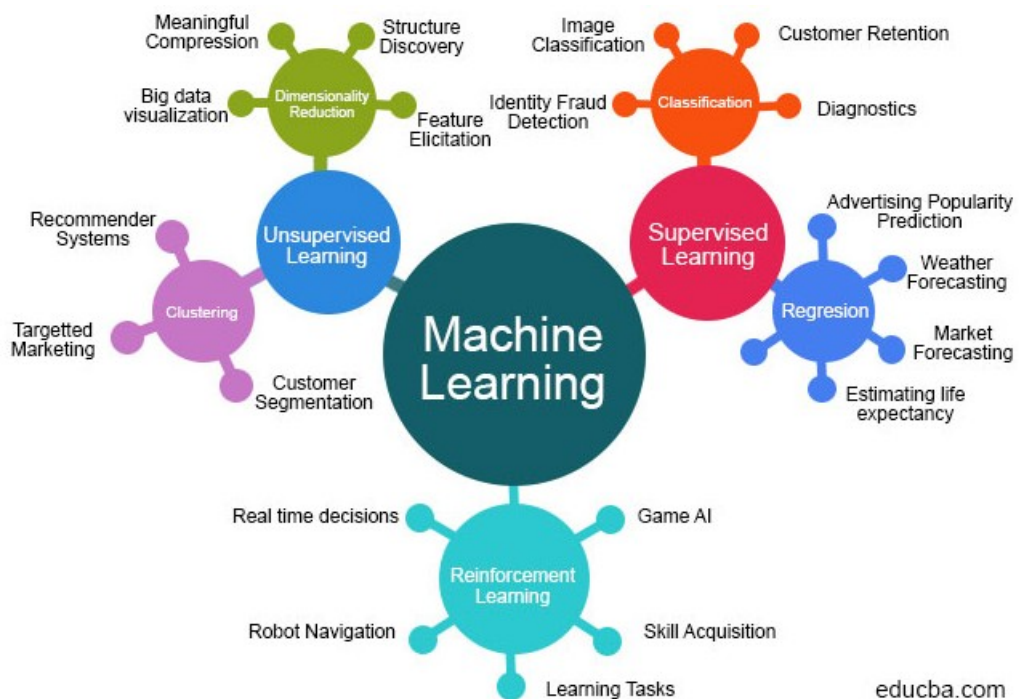 Meaningful
Compression
Structure
Discovery
Big data
visualization
Dimensionality
Reduction
Feature
Elicitation
Image
Classification
Customer Retention
Identity Fraud
Detection
Classification
Diagnostics
Recommender
Systems
Unsupervised
Learning
Clustering
Targetted
Marketing
Customer
Segmentation
Machine
Learning
Supervised
Learning
Advertising Popularity
Prediction
Weather
Forecasting
Regresion
Market
Forecasting
Estimating life
expectancy
Real time decisions
Game AI
Reinforcement
Learning
Robot Navigation
Skill Acquisition
Learning Tasks
educba.com